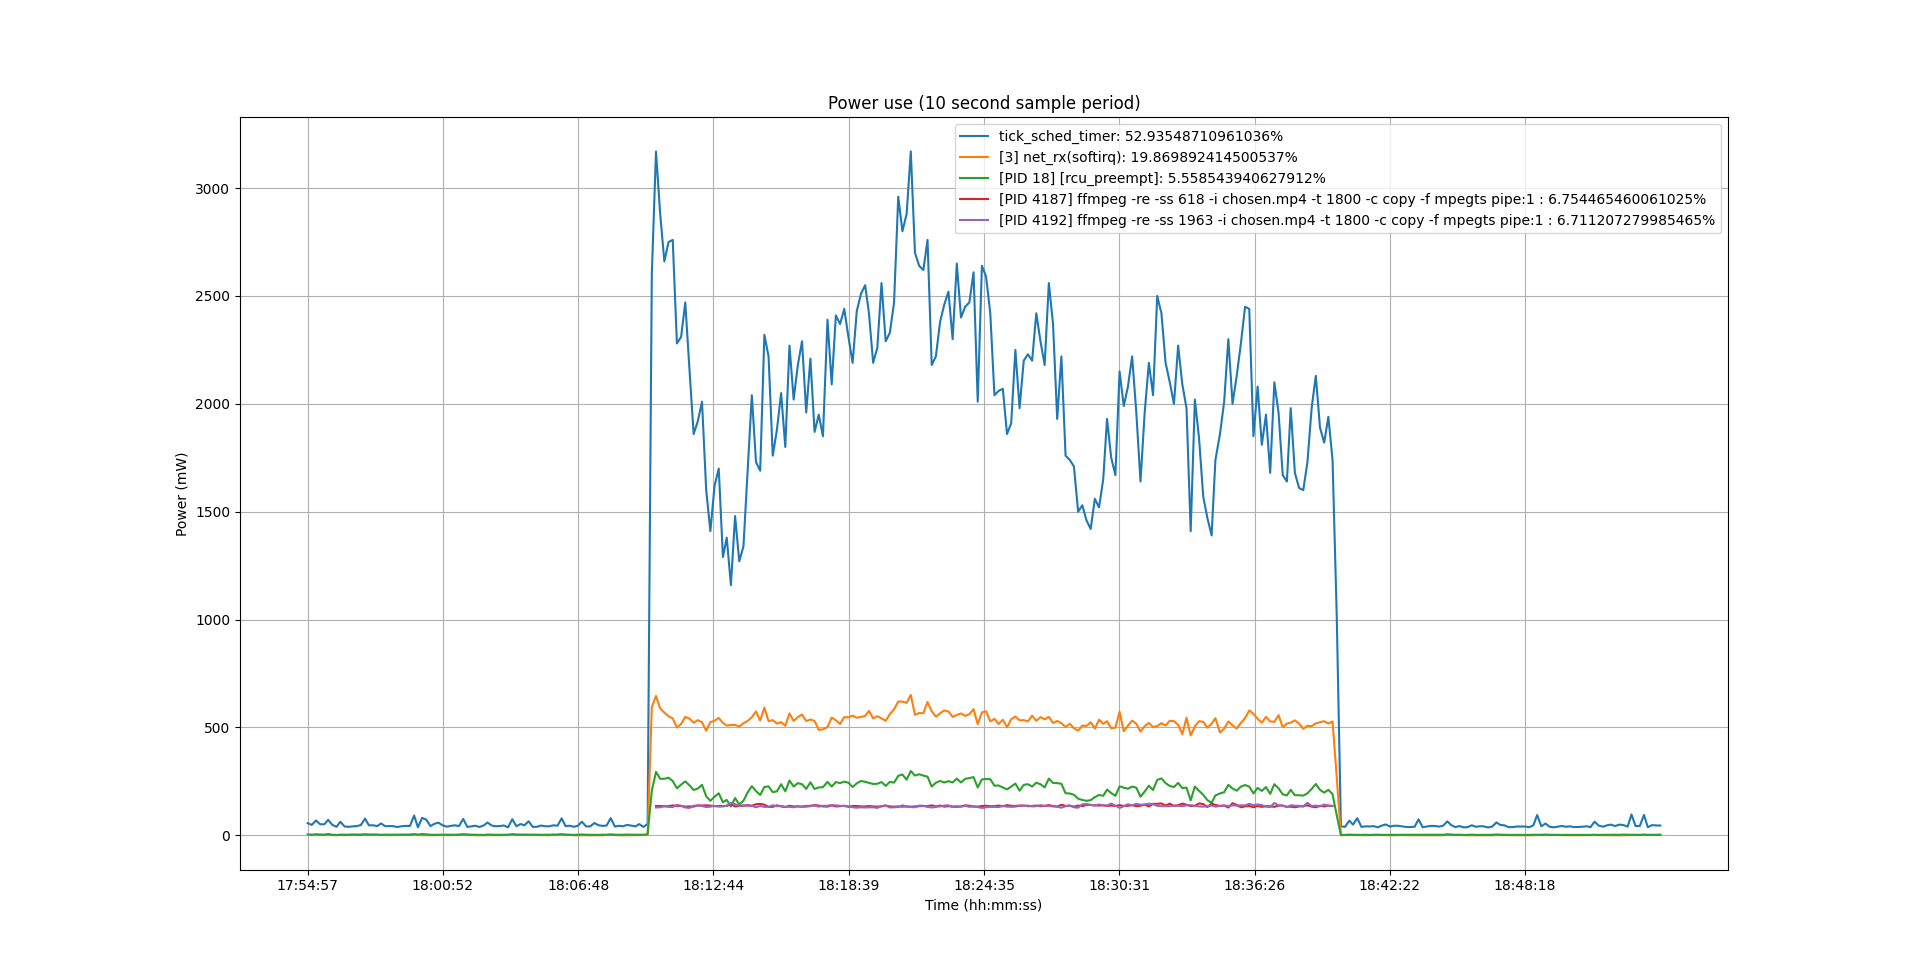 Power use (10 second sample period)
tick_sched_timer: 52.93548710961036%
[3] net_rx(softirq): 19.869892414500537%
[PID 18] [rcu_preempt]: 5.558543940627912%
[PID 4187] ffmpeg -re -ss 618 -i chosen.mp4 -t 1800 -c copy -f mpegts pipe:1 : 6.754465460061025%
[PID 4192] ffmpeg -re -ss 1963 -i chosen.mp4 -t 1800 -c copy -f mpegts pipe:1 : 6.711207279985465%
3000
2500
2000
1500
1000
500
0
Power (mW)
17:54:57 18:00:52 18:06:48 18:12:44 18:18:39 18:24:35 18:30:31 18:36:26 18:42:22 18:48:18
Time (hh:mm:ss)